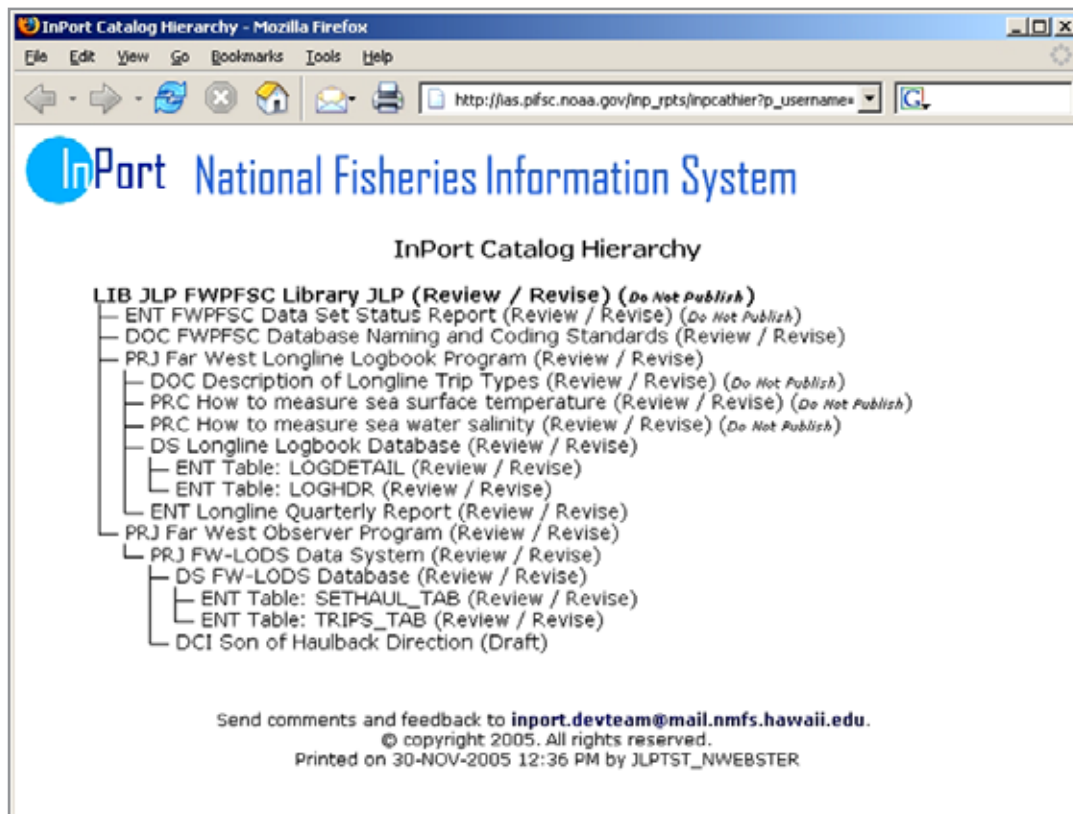 InPort Catalog Hierarchy - Mozilla Firefox
File Edit View Go Bookmarks Tools Help
http://ias.pifsc.noaa.gov/inp_rpts/inpcathier?p_username=
G
InPort National Fisheries Information System
InPort Catalog Hierarchy
LIB JLP FWPFSC Library JLP (Review / Revise) (Do Not Publish)
ENT FWPFSC Data Set Status Report (Review / Revise) (Do Not Publish)
DOC FWPFSC Database Naming and Coding Standards (Review / Revise)
PRJ Far West Longline Logbook Program (Review / Revise)
DOC Description of Longline Trip Types (Review / Revise) (Do Not Publish)
PRC How to measure sea surface temperature (Review / Revise) (Do Not Publish)
PRC How to measure sea water salinity (Review / Revise) (Do Not Publish)
DS Longline Logbook Database (Review / Revise)
ENT Table: LOGDETAIL (Review / Revise)
ENT Table: LOGHDR (Review / Revise)
ENT Longline Quarterly Report (Review / Revise)
PRJ Far West Observer Program (Review / Revise)
PRJ FW-LODS Data System (Review / Revise)
DS FW-LODS Database (Review / Revise)
ENT Table: SETHAUL_TAB (Review / Revise)
ENT Table: TRIPS_TAB (Review / Revise)
DCI Son of Haulback Direction (Draft)
Send comments and feedback to inport.devteam@mail.nmfs.hawaii.edu.
© copyright 2005. All rights reserved.
Printed on 30-NOV-2005 12:36 PM by JLPTST_NWEBSTER